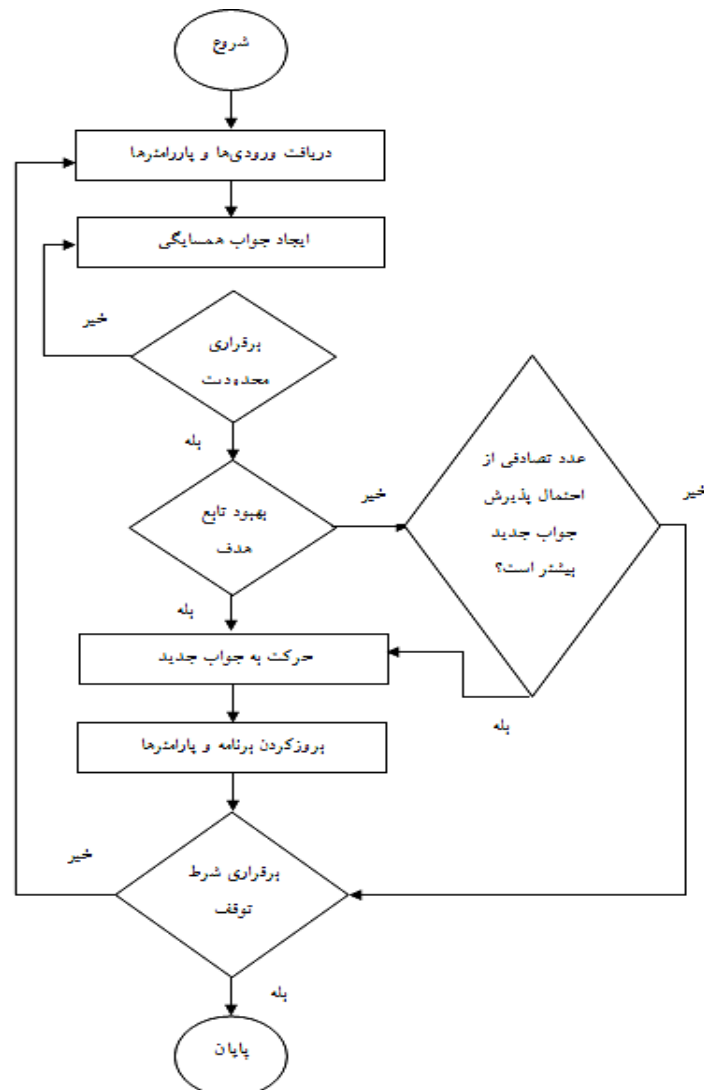 شروع
دریافت ورودی‌ها و پاررامترها
ایجاد جواب همسایگی
خیر
برقراری
محدودیت
بله
عدد تصادفی از
احتمال پذیرش
جواب جدید
بیشتر است؟
خیر
خیر
بهبود تابع
هدف
بله
حرکت به جواب جدید
بله
بروزکردن برنامه و پارامترها
خیر
برقراری شرط
توقف
بله
پایان